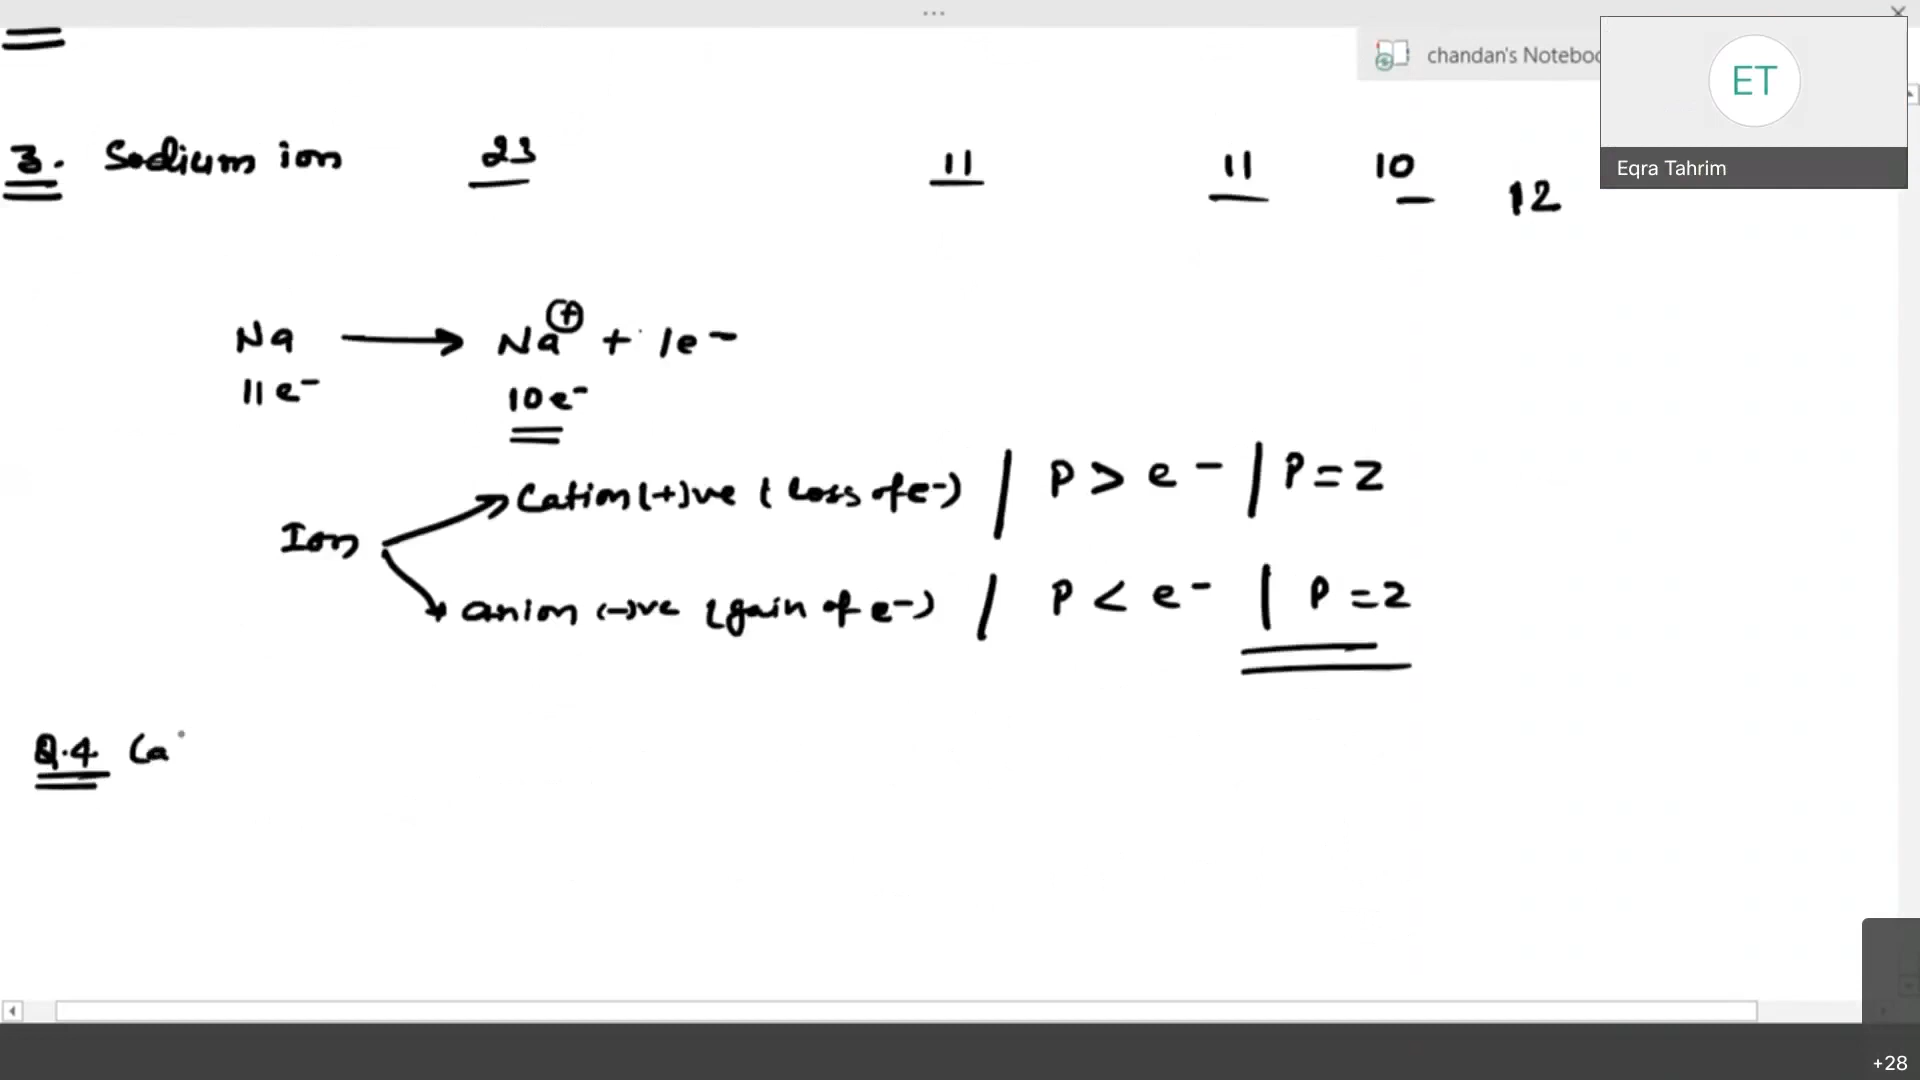 chandan's Noteboo
ET
Eqra Tahrim
3. Sodium ion 23 11 11 10 12
Na → Na⊕ + 1e⁻
11e⁻ 10e⁻
Cation (+)ve (Loss of e⁻) / P > e⁻ | P = Z
Ion
anion (-)ve (gain of e⁻) / P < e⁻ | P = Z
Q.4 Ca
+28